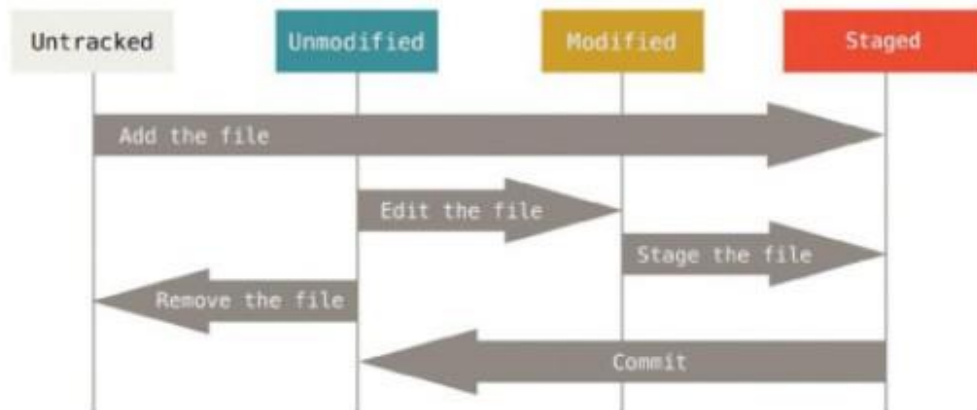 Untracked
Unmodified
Modified
Staged
Add the file
Edit the file
Stage the file
Remove the file
Commit